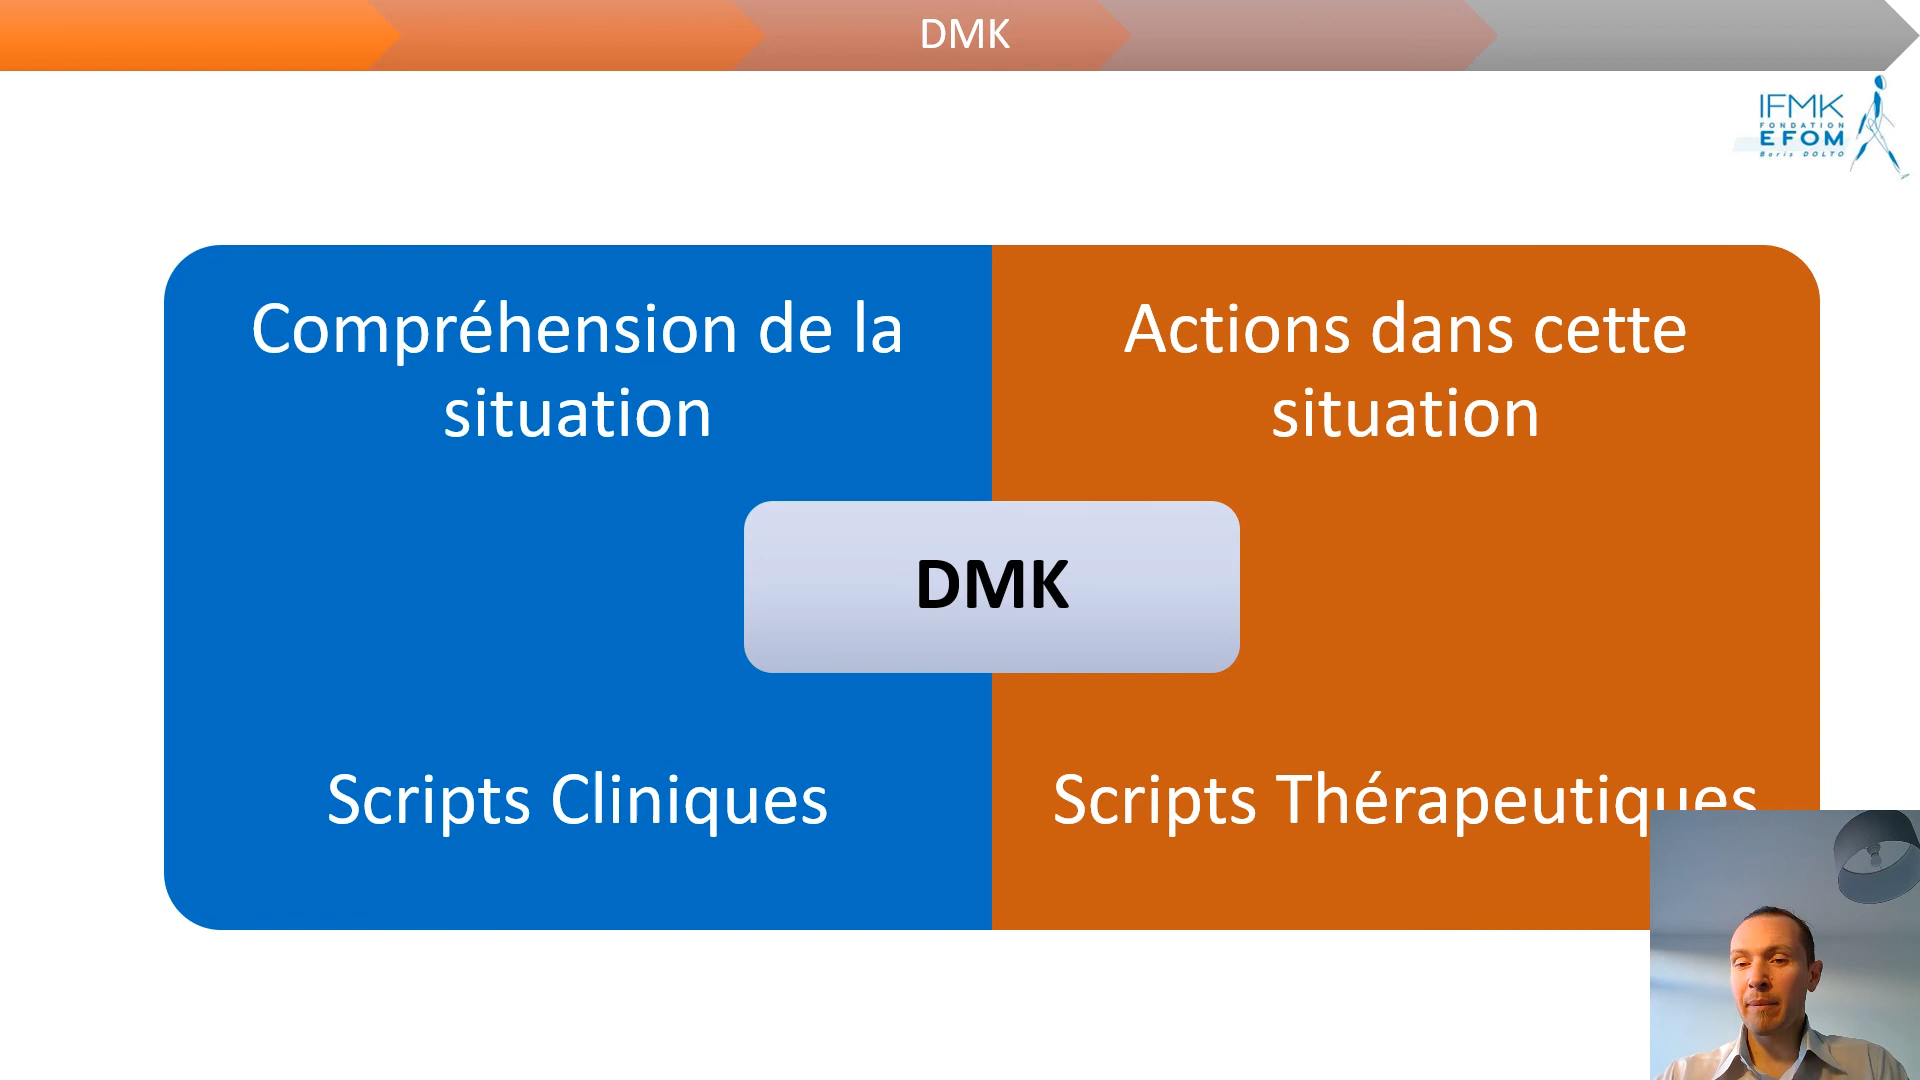 DMK
IFMK
FONDATION
EFOM
Boris DOLTO
Compréhension de la
situation
Actions dans cette
situation
DMK
Scripts Cliniques
Scripts Thérapeutiques